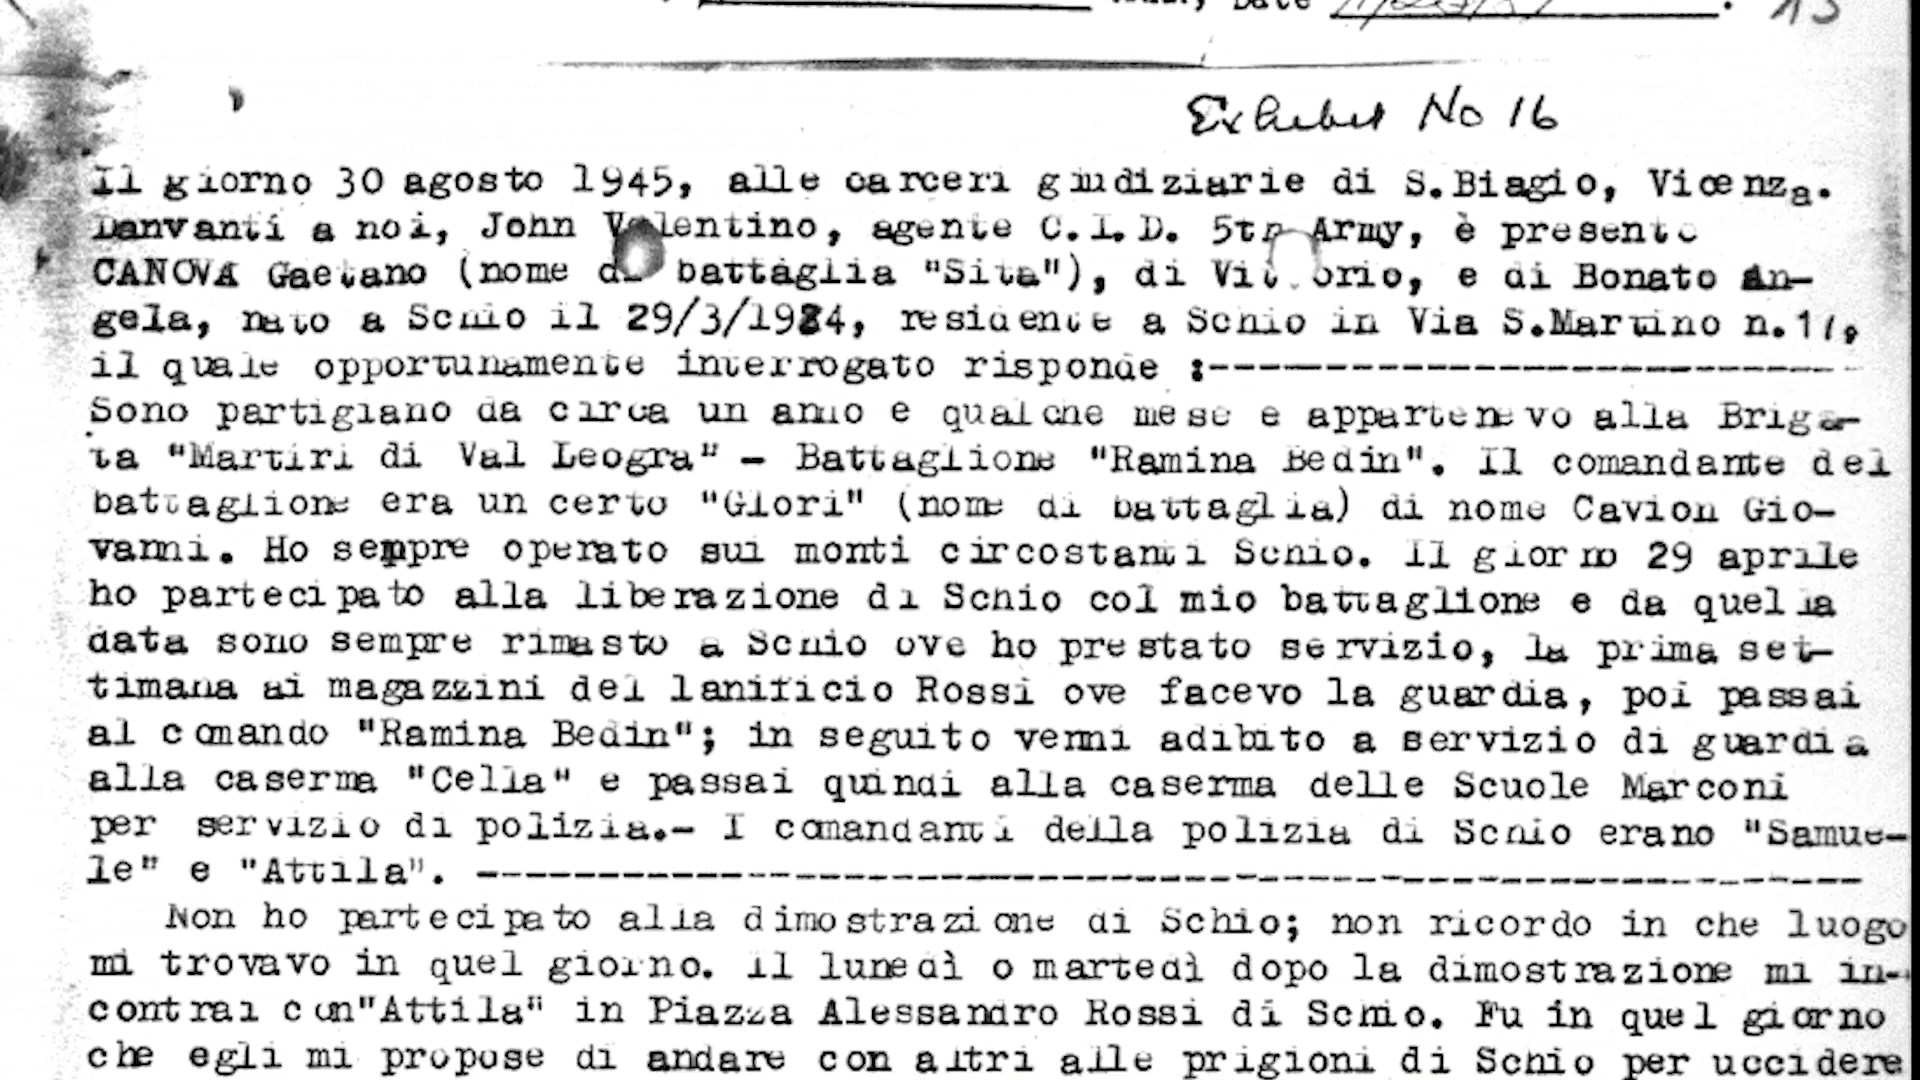 Date
13
Exhibit No 16
Il giorno 30 agosto 1945, alle carceri giudiziarie di S.Biagio, Vicenza.
Danvanti a noi, John Valentino, agente C.I.D. 5th Army, è presente
CANOVA Gaetano (nome di battaglia "Sita"), di Vittorio, e di Bonato An-
gela, nato a Schio il 29/3/1924, residente a Schio in Via S.Martino n.17,
il quale opportunamente interrogato risponde :---------------------------
Sono partigiano da circa un anno e qualche mese e appartenevo alla Briga-
ta "Martiri di Val Leogra" - Battaglione "Ramina Bedin". Il comandante del
battaglione era un certo "Glori" (nome di battaglia) di nome Cavion Gio-
vanni. Ho sempre operato sui monti circostanti Schio. Il giorno 29 aprile
ho partecipato alla liberazione di Schio col mio battaglione e da quella
data sono sempre rimasto a Schio ove ho prestato servizio, la prima set-
timana ai magazzini del lanificio Rossi ove facevo la guardia, poi passai
al comando "Ramina Bedin"; in seguito venni adibito a servizio di guardia
alla caserma "Cella" e passai quindi alla caserma delle Scuole Marconi
per servizio di polizia.- I comandanti della polizia di Schio erano "Samue-
le" e "Attila". ----------------------------------------------------------
Non ho partecipato alla dimostrazione di Schio; non ricordo in che luogo
mi trovavo in quel giorno. Il lunedì o martedì dopo la dimostrazione mi in-
contrai con"Attila" in Piazza Alessandro Rossi di Schio. Fu in quel giorno
che egli mi propose di andare con altri alle prigioni di Schio per uccidere